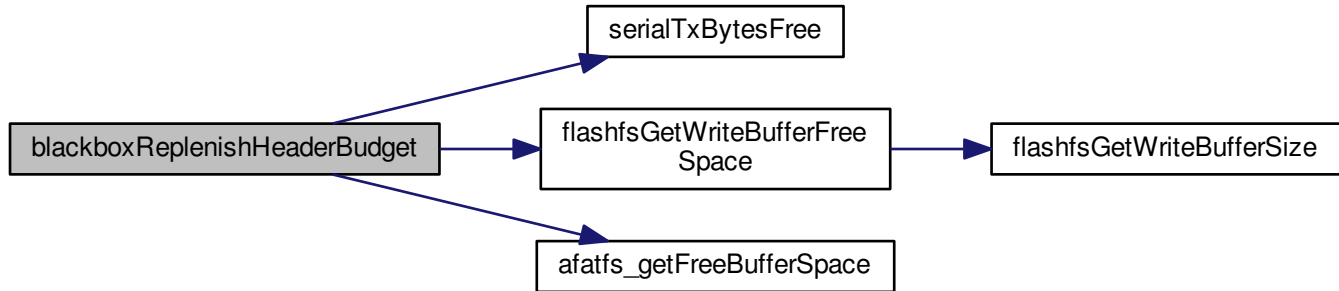 serialTxBytesFree
blackboxReplenishHeaderBudget
flashfsGetWriteBufferFree
Space
flashfsGetWriteBufferSize
afatfs_getFreeBufferSpace